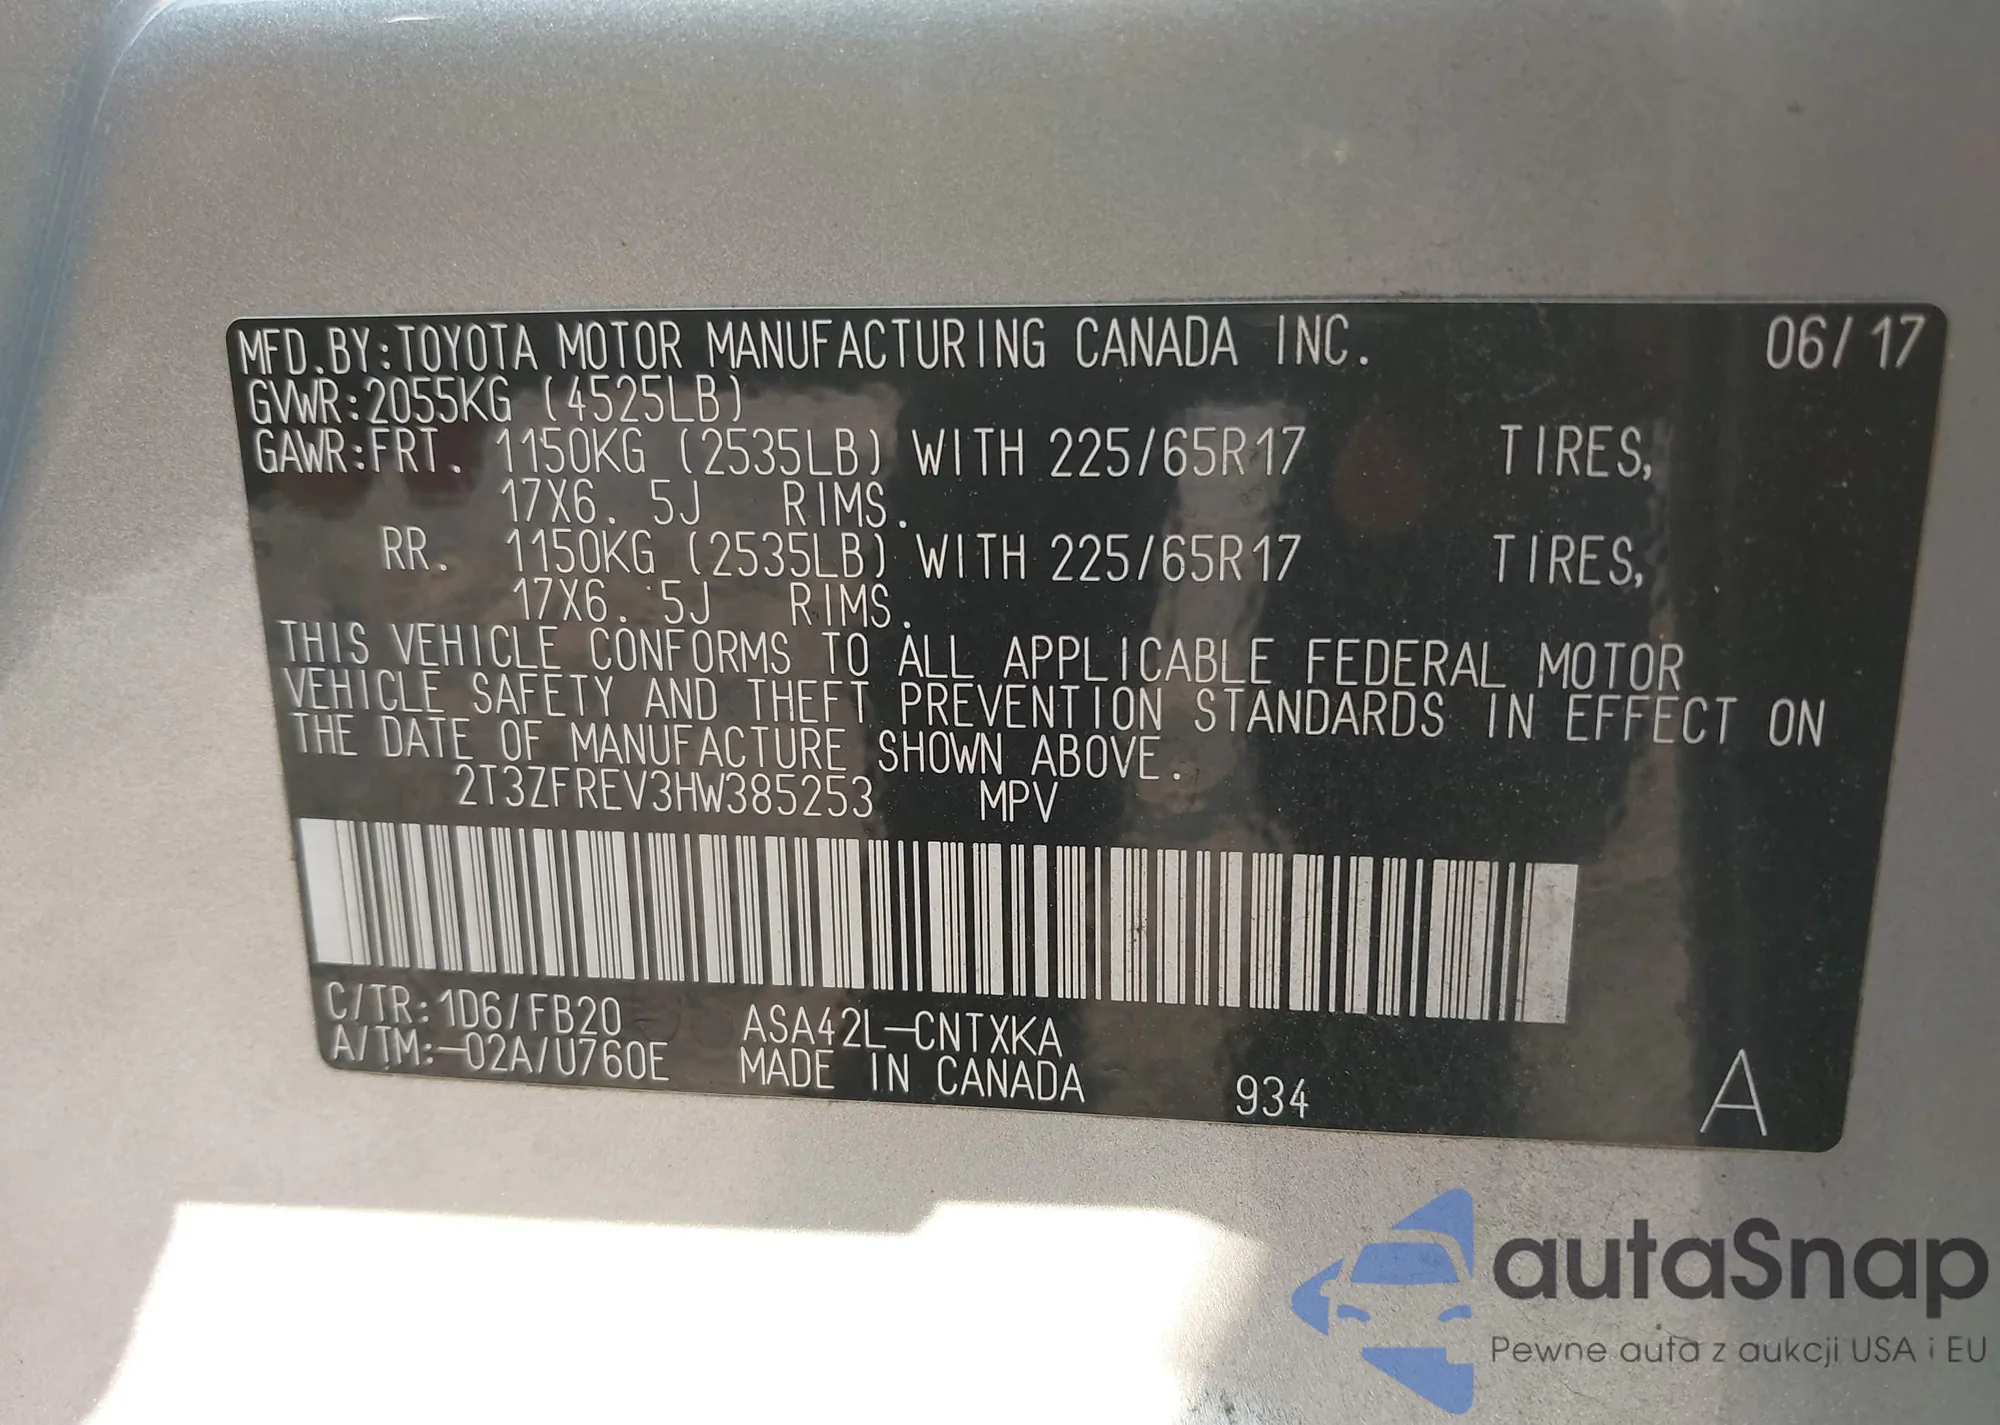 MFD.BY:TOYOTA MOTOR MANUFACTURING CANADA INC. 06/17
GVWR:2055KG (4525LB)
GAWR:FRT. 1150KG (2535LB) WITH 225/65R17 TIRES,
17X6. 5J RIMS.
RR. 1150KG (2535LB) WITH 225/65R17 TIRES,
17X6. 5J RIMS.
THIS VEHICLE CONFORMS TO ALL APPLICABLE FEDERAL MOTOR
VEHICLE SAFETY AND THEFT PREVENTION STANDARDS IN EFFECT ON
THE DATE OF MANUFACTURE SHOWN ABOVE.
2T3ZFREV3HW385253 MPV
C/TR:1D6/FB20 ASA42L-CNTXKA
A/TM:-02A/U760E MADE IN CANADA 934 A
autaSnap
Pewne auta z aukcji USA i EU